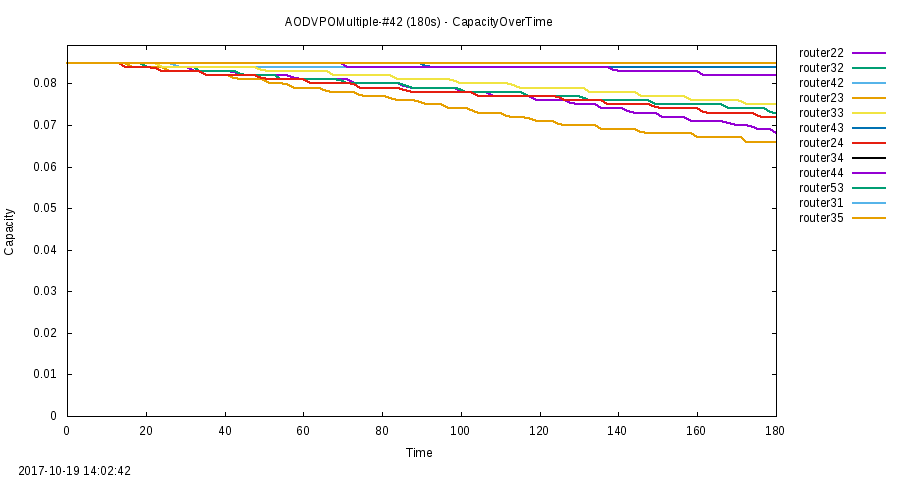 AODVPOMultiple-#42 (180s) - CapacityOverTime
router22
router32
router42
router23
router33
router43
router24
router34
router44
router53
router31
router35
0.08
0.07
0.06
0.05
0.04
0.03
0.02
0.01
0
Capacity
0 20 40 60 80 100 120 140 160 180
Time
2017-10-19 14:02:42